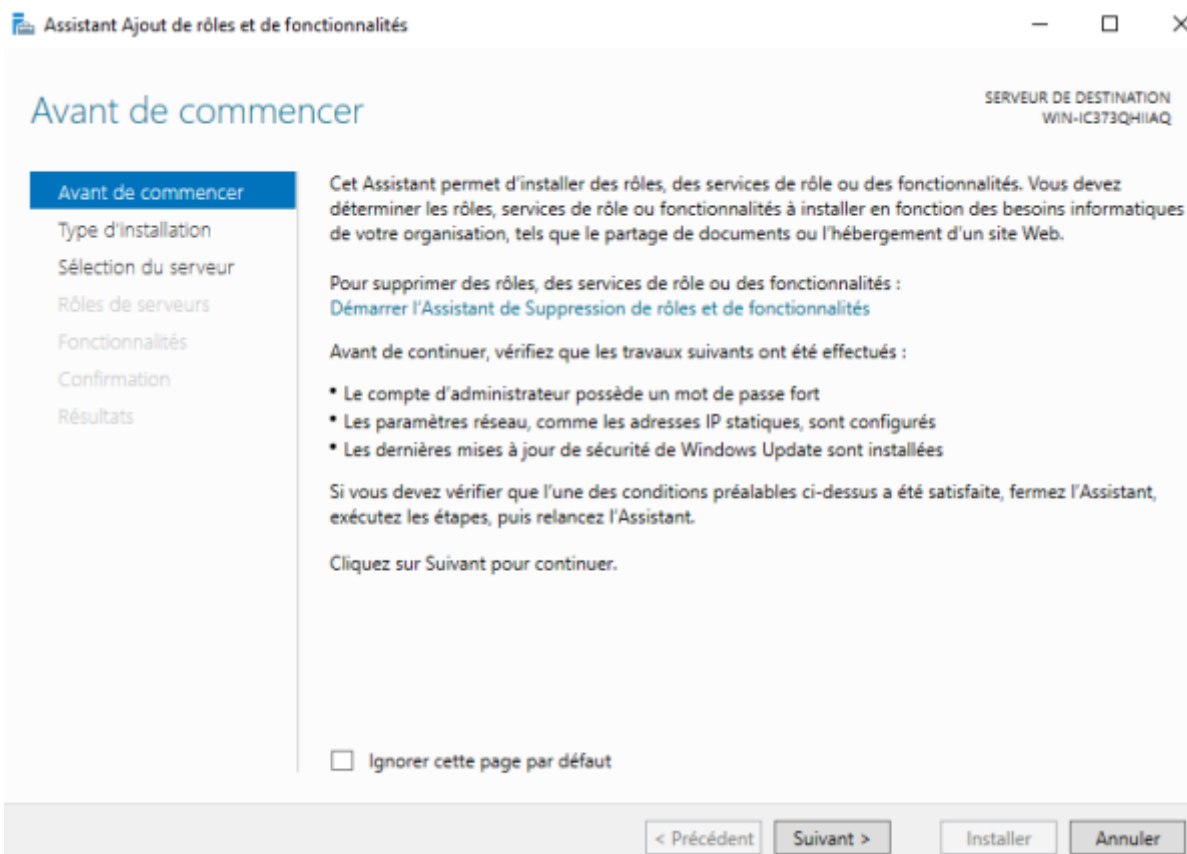 Assistant Ajout de rôles et de fonctionnalités
Avant de commencer
SERVEUR DE DESTINATION
WIN-IC373QHIIAQ
Avant de commencer
Type d'installation
Sélection du serveur
Rôles de serveurs
Fonctionnalités
Confirmation
Résultats
Cet Assistant permet d'installer des rôles, des services de rôle ou des fonctionnalités. Vous devez
déterminer les rôles, services de rôle ou fonctionnalités à installer en fonction des besoins informatiques
de votre organisation, tels que le partage de documents ou l'hébergement d'un site Web.
Pour supprimer des rôles, des services de rôle ou des fonctionnalités :
Démarrer l'Assistant de Suppression de rôles et de fonctionnalités
Avant de continuer, vérifiez que les travaux suivants ont été effectués :
• Le compte d'administrateur possède un mot de passe fort
• Les paramètres réseau, comme les adresses IP statiques, sont configurés
• Les dernières mises à jour de sécurité de Windows Update sont installées
Si vous devez vérifier que l'une des conditions préalables ci-dessus a été satisfaite, fermez l'Assistant,
exécutez les étapes, puis relancez l'Assistant.
Cliquez sur Suivant pour continuer.
Ignorer cette page par défaut
< Précédent
Suivant >
Installer
Annuler